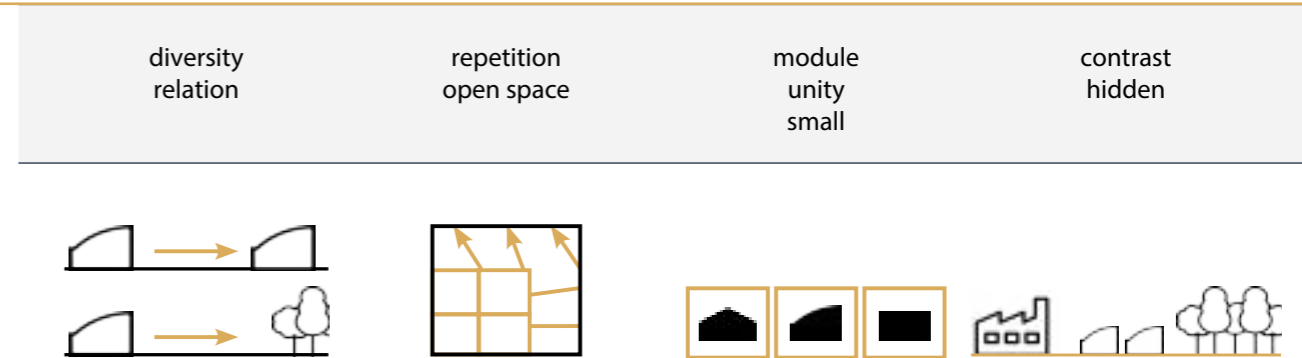 diversity
relation
repetition
open space
module
unity
small
contrast
hidden